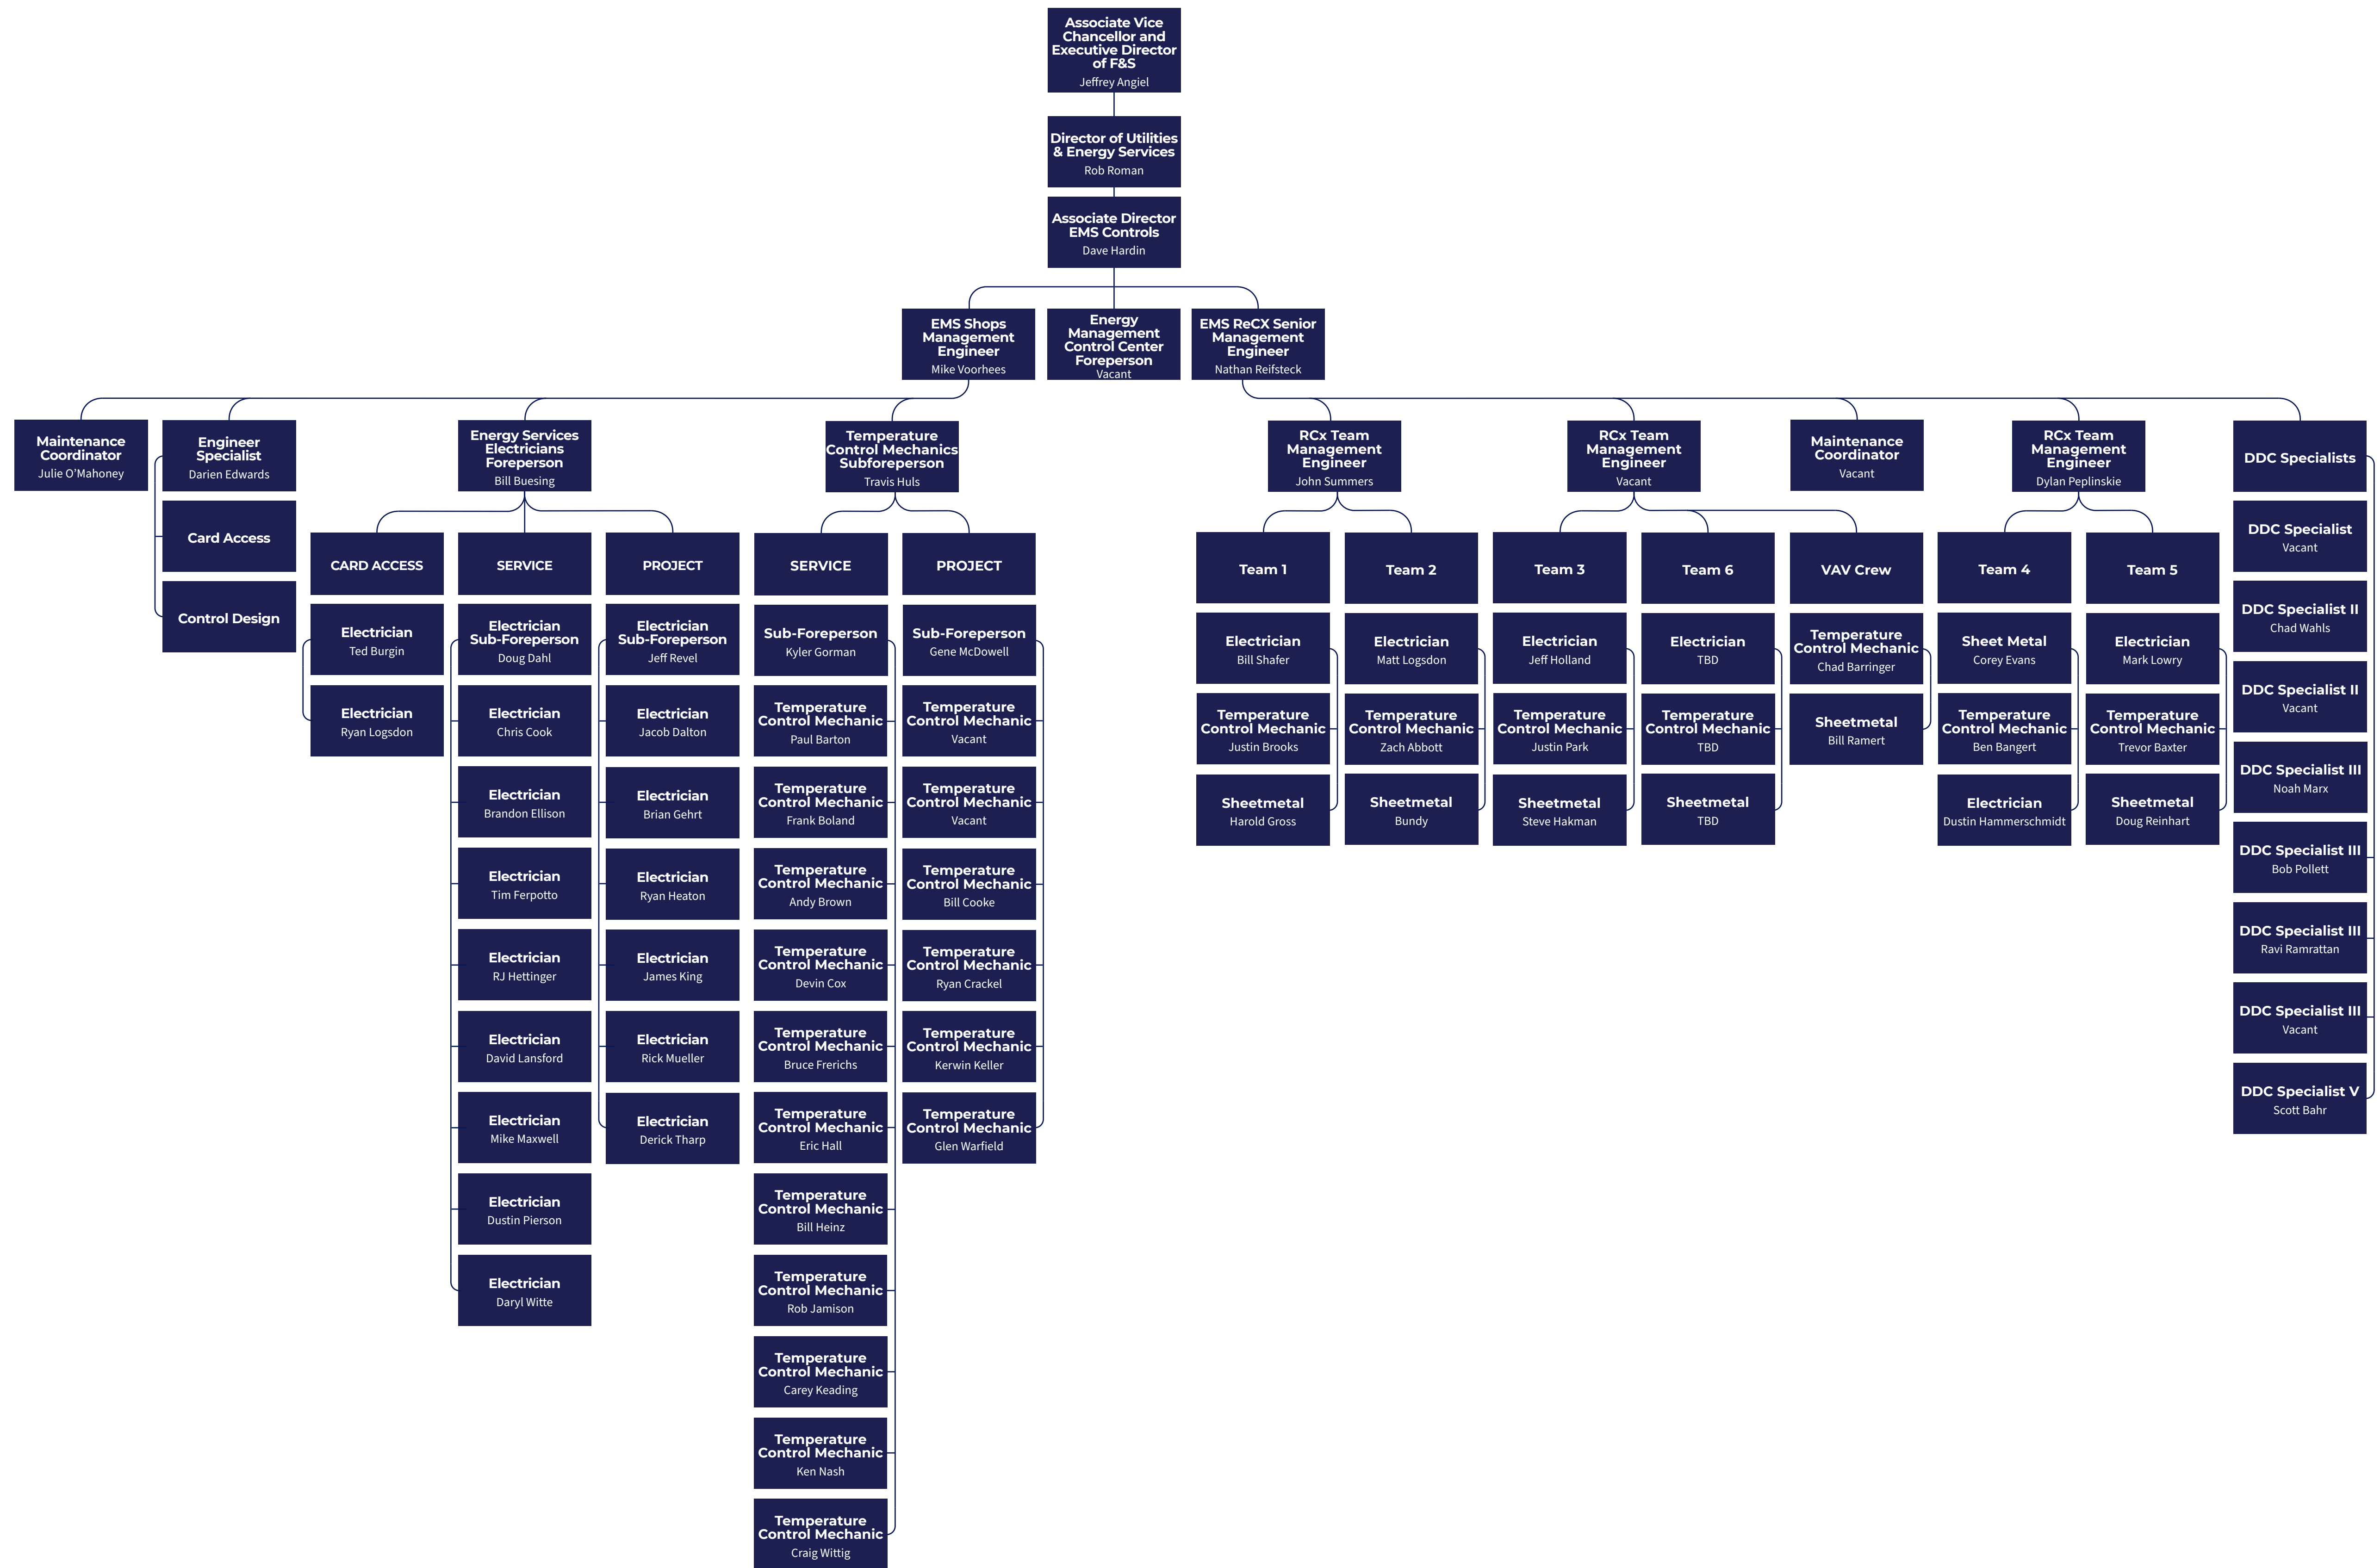 Associate Vice
Chancellor and
Executive Director
of F&S
Jeffrey Angiel
Director of Utilities
& Energy Services
Rob Roman
Associate Director
EMS Controls
Dave Hardin
EMS Shops
Management
Engineer
Mike Voorhees
Energy
Management
Control Center
Foreperson
Vacant
EMS ReCX Senior
Management
Engineer
Nathan Reifsteck
Maintenance
Coordinator
Julie O’Mahoney
Engineer
Specialist
Darien Edwards
Card Access
Control Design
Energy Services
Electricians
Foreperson
Bill Buesing
CARD ACCESS
Electrician
Ted Burgin
Electrician
Ryan Logsdon
SERVICE
Electrician
Sub-Foreperson
Doug Dahl
Electrician
Chris Cook
Electrician
Brandon Ellison
Electrician
Tim Ferpotto
Electrician
RJ Hettinger
Electrician
David Lansford
Electrician
Mike Maxwell
Electrician
Dustin Pierson
Electrician
Daryl Witte
PROJECT
Electrician
Sub-Foreperson
Jeff Revel
Electrician
Jacob Dalton
Electrician
Brian Gehrt
Electrician
Ryan Heaton
Electrician
James King
Electrician
Rick Mueller
Electrician
Derick Tharp
Temperature
Control Mechanics
Subforeperson
Travis Huls
SERVICE
Sub-Foreperson
Kyler Gorman
Temperature
Control Mechanic
Paul Barton
Temperature
Control Mechanic
Frank Boland
Temperature
Control Mechanic
Andy Brown
Temperature
Control Mechanic
Devin Cox
Temperature
Control Mechanic
Bruce Frerichs
Temperature
Control Mechanic
Eric Hall
Temperature
Control Mechanic
Bill Heinz
Temperature
Control Mechanic
Rob Jamison
Temperature
Control Mechanic
Carey Keading
Temperature
Control Mechanic
Ken Nash
Temperature
Control Mechanic
Craig Wittig
PROJECT
Sub-Foreperson
Gene McDowell
Temperature
Control Mechanic
Vacant
Temperature
Control Mechanic
Vacant
Temperature
Control Mechanic
Bill Cooke
Temperature
Control Mechanic
Ryan Crackel
Temperature
Control Mechanic
Kerwin Keller
Temperature
Control Mechanic
Glen Warfield
RCx Team
Management
Engineer
John Summers
Team 1
Electrician
Bill Shafer
Temperature
Control Mechanic
Justin Brooks
Sheetmetal
Harold Gross
Team 2
Electrician
Matt Logsdon
Temperature
Control Mechanic
Zach Abbott
Sheetmetal
Bundy
RCx Team
Management
Engineer
Vacant
Team 3
Electrician
Jeff Holland
Temperature
Control Mechanic
Justin Park
Sheetmetal
Steve Hakman
Team 6
Electrician
TBD
Temperature
Control Mechanic
TBD
Sheetmetal
TBD
VAV Crew
Temperature
Control Mechanic
Chad Barringer
Sheetmetal
Bill Ramert
Maintenance
Coordinator
Vacant
RCx Team
Management
Engineer
Dylan Peplinskie
Team 4
Sheet Metal
Corey Evans
Temperature
Control Mechanic
Ben Bangert
Electrician
Dustin Hammerschmidt
Team 5
Electrician
Mark Lowry
Temperature
Control Mechanic
Trevor Baxter
Sheetmetal
Doug Reinhart
DDC Specialists
DDC Specialist
Vacant
DDC Specialist II
Chad Wahls
DDC Specialist II
Vacant
DDC Specialist III
Noah Marx
DDC Specialist III
Bob Pollett
DDC Specialist III
Ravi Ramrattan
DDC Specialist III
Vacant
DDC Specialist V
Scott Bahr